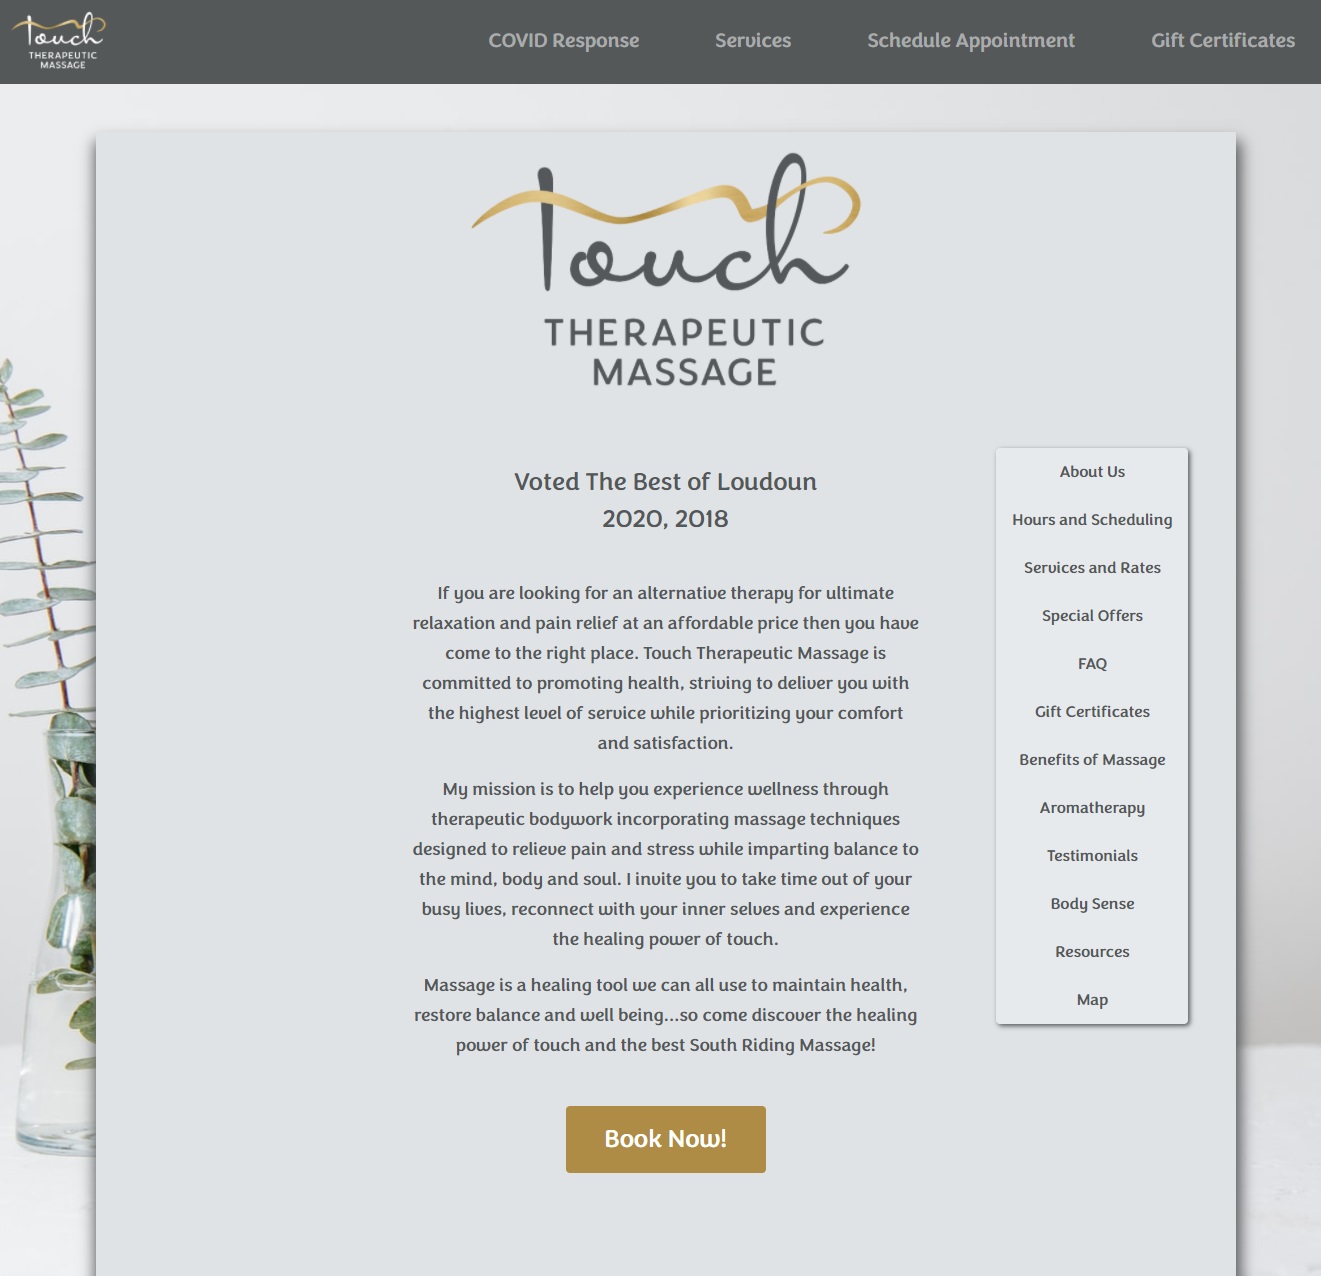 touch
THERAPEUTIC
MASSAGE
COVID Response
Services
Schedule Appointment
Gift Certificates
touch
THERAPEUTIC
MASSAGE
Voted The Best of Loudoun
2020, 2018
If you are looking for an alternative therapy for ultimate
relaxation and pain relief at an affordable price then you have
come to the right place. Touch Therapeutic Massage is
committed to promoting health, striving to deliver you with
the highest level of service while prioritizing your comfort
and satisfaction.
My mission is to help you experience wellness through
therapeutic bodywork incorporating massage techniques
designed to relieve pain and stress while imparting balance to
the mind, body and soul. I invite you to take time out of your
busy lives, reconnect with your inner selves and experience
the healing power of touch.
Massage is a healing tool we can all use to maintain health,
restore balance and well being...so come discover the healing
power of touch and the best South Riding Massage!
Book Now!
About Us
Hours and Scheduling
Services and Rates
Special Offers
FAQ
Gift Certificates
Benefits of Massage
Aromatherapy
Testimonials
Body Sense
Resources
Map